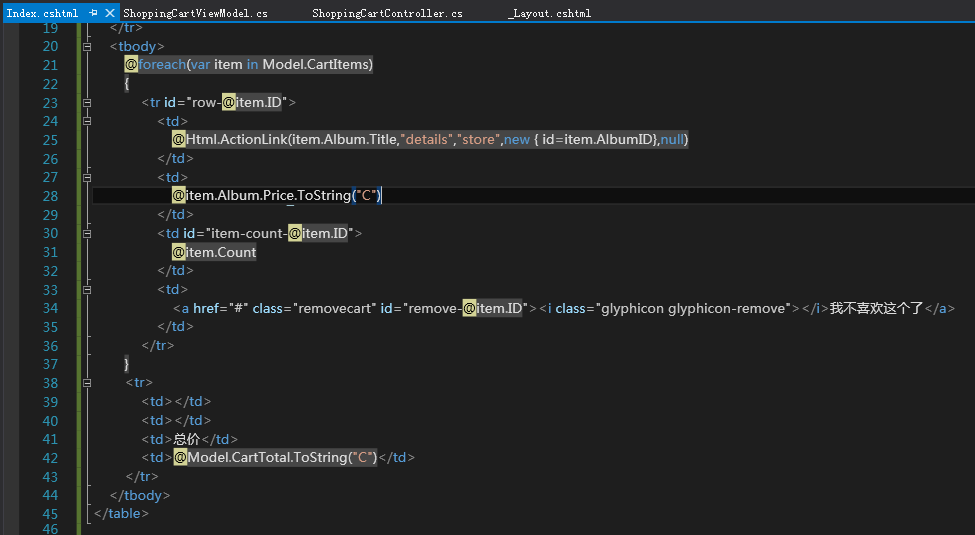 Index.cshtml ShoppingCartViewModel.cs ShoppingCartController.cs _Layout.cshtml
19 </tr>
20 <tbody>
21 @foreach(var item in Model.CartItems)
22 {
23 <tr id="row-@item.ID">
24 <td>
25 @Html.ActionLink(item.Album.Title,"details","store",new { id=item.AlbumID},null)
26 </td>
27 <td>
28 @item.Album.Price.ToString("C")
29 </td>
30 <td id="item-count-@item.ID">
31 @item.Count
32 </td>
33 <td>
34 <a href="#" class="removecart" id="remove-@item.ID"><i class="glyphicon glyphicon-remove"></i>我不喜欢这个了</a>
35 </td>
36 </tr>
37 }
38 <tr>
39 <td></td>
40 <td></td>
41 <td>总价</td>
42 <td>@Model.CartTotal.ToString("C")</td>
43 </tr>
44 </tbody>
45 </table>
46